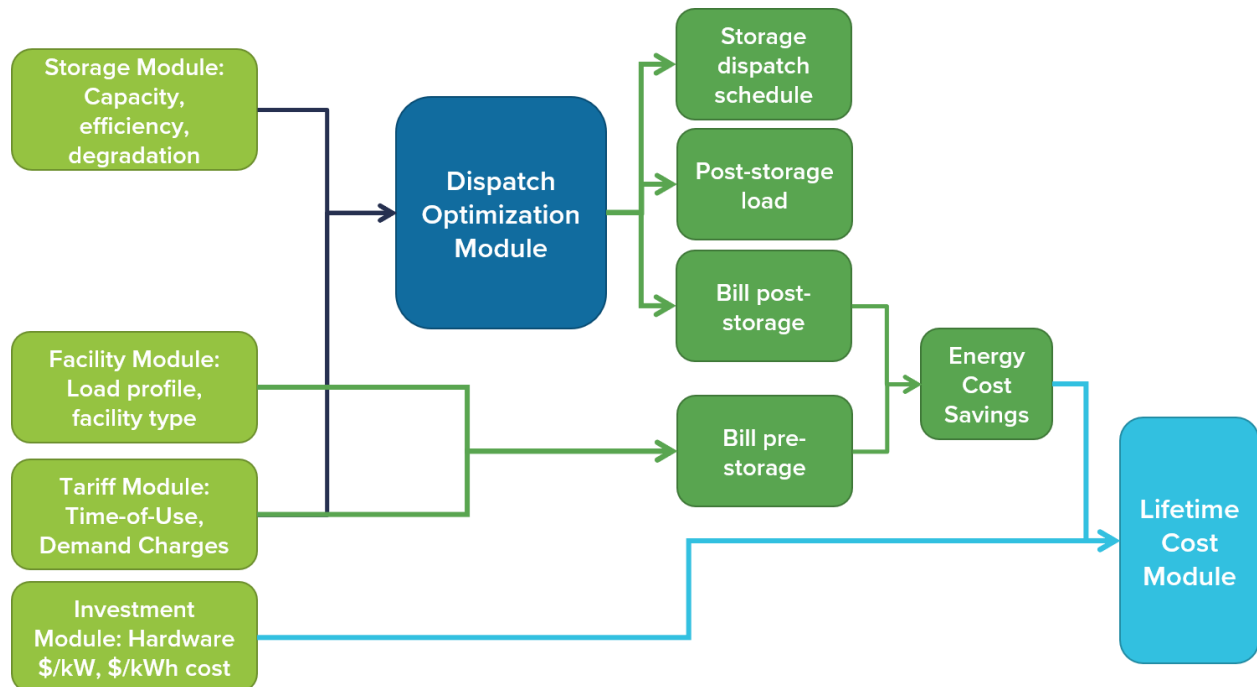 Storage Module:
Capacity,
efficiency,
degradation
Facility Module:
Load profile,
facility type
Tariff Module:
Time-of-Use,
Demand Charges
Investment
Module: Hardware
$/kW, $/kWh cost
Dispatch
Optimization
Module
Storage
dispatch
schedule
Post-storage
load
Bill post-
storage
Bill pre-
storage
Energy
Cost
Savings
Lifetime
Cost
Module